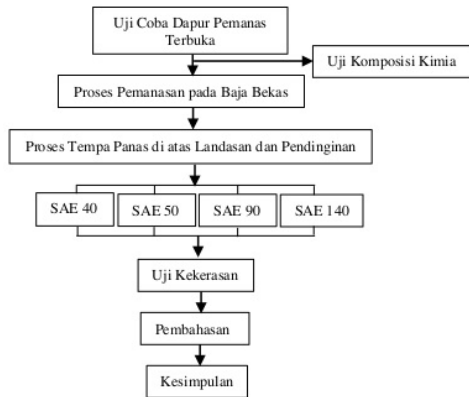 Uji Coba Dapur Pemanas
Terbuka
Uji Komposisi Kimia
Proses Pemanasan pada Baja Bekas
Proses Tempa Panas di atas Landasan dan Pendinginan
SAE 40
SAE 50
SAE 90
SAE 140
Uji Kekerasan
Pembahasan
Kesimpulan